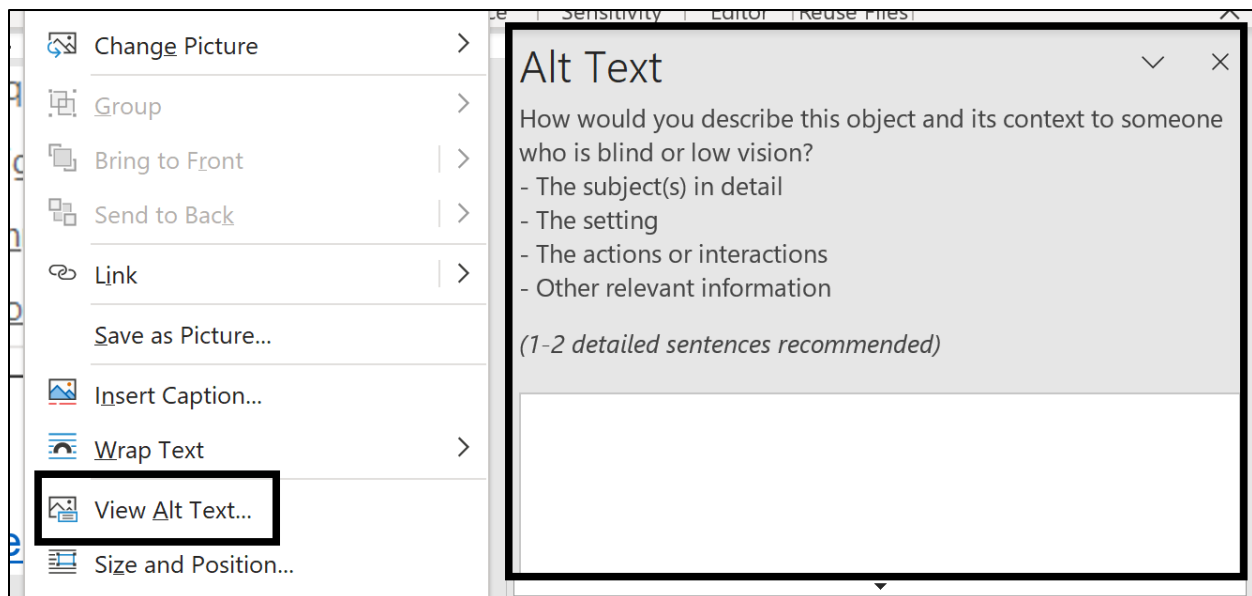 Sensitivity Editor Reuse Files
Change Picture
Group
Bring to Front
Send to Back
Link
Save as Picture...
Insert Caption...
Wrap Text
View Alt Text...
Size and Position...
Alt Text
How would you describe this object and its context to someone
who is blind or low vision?
- The subject(s) in detail
- The setting
- The actions or interactions
- Other relevant information
(1-2 detailed sentences recommended)